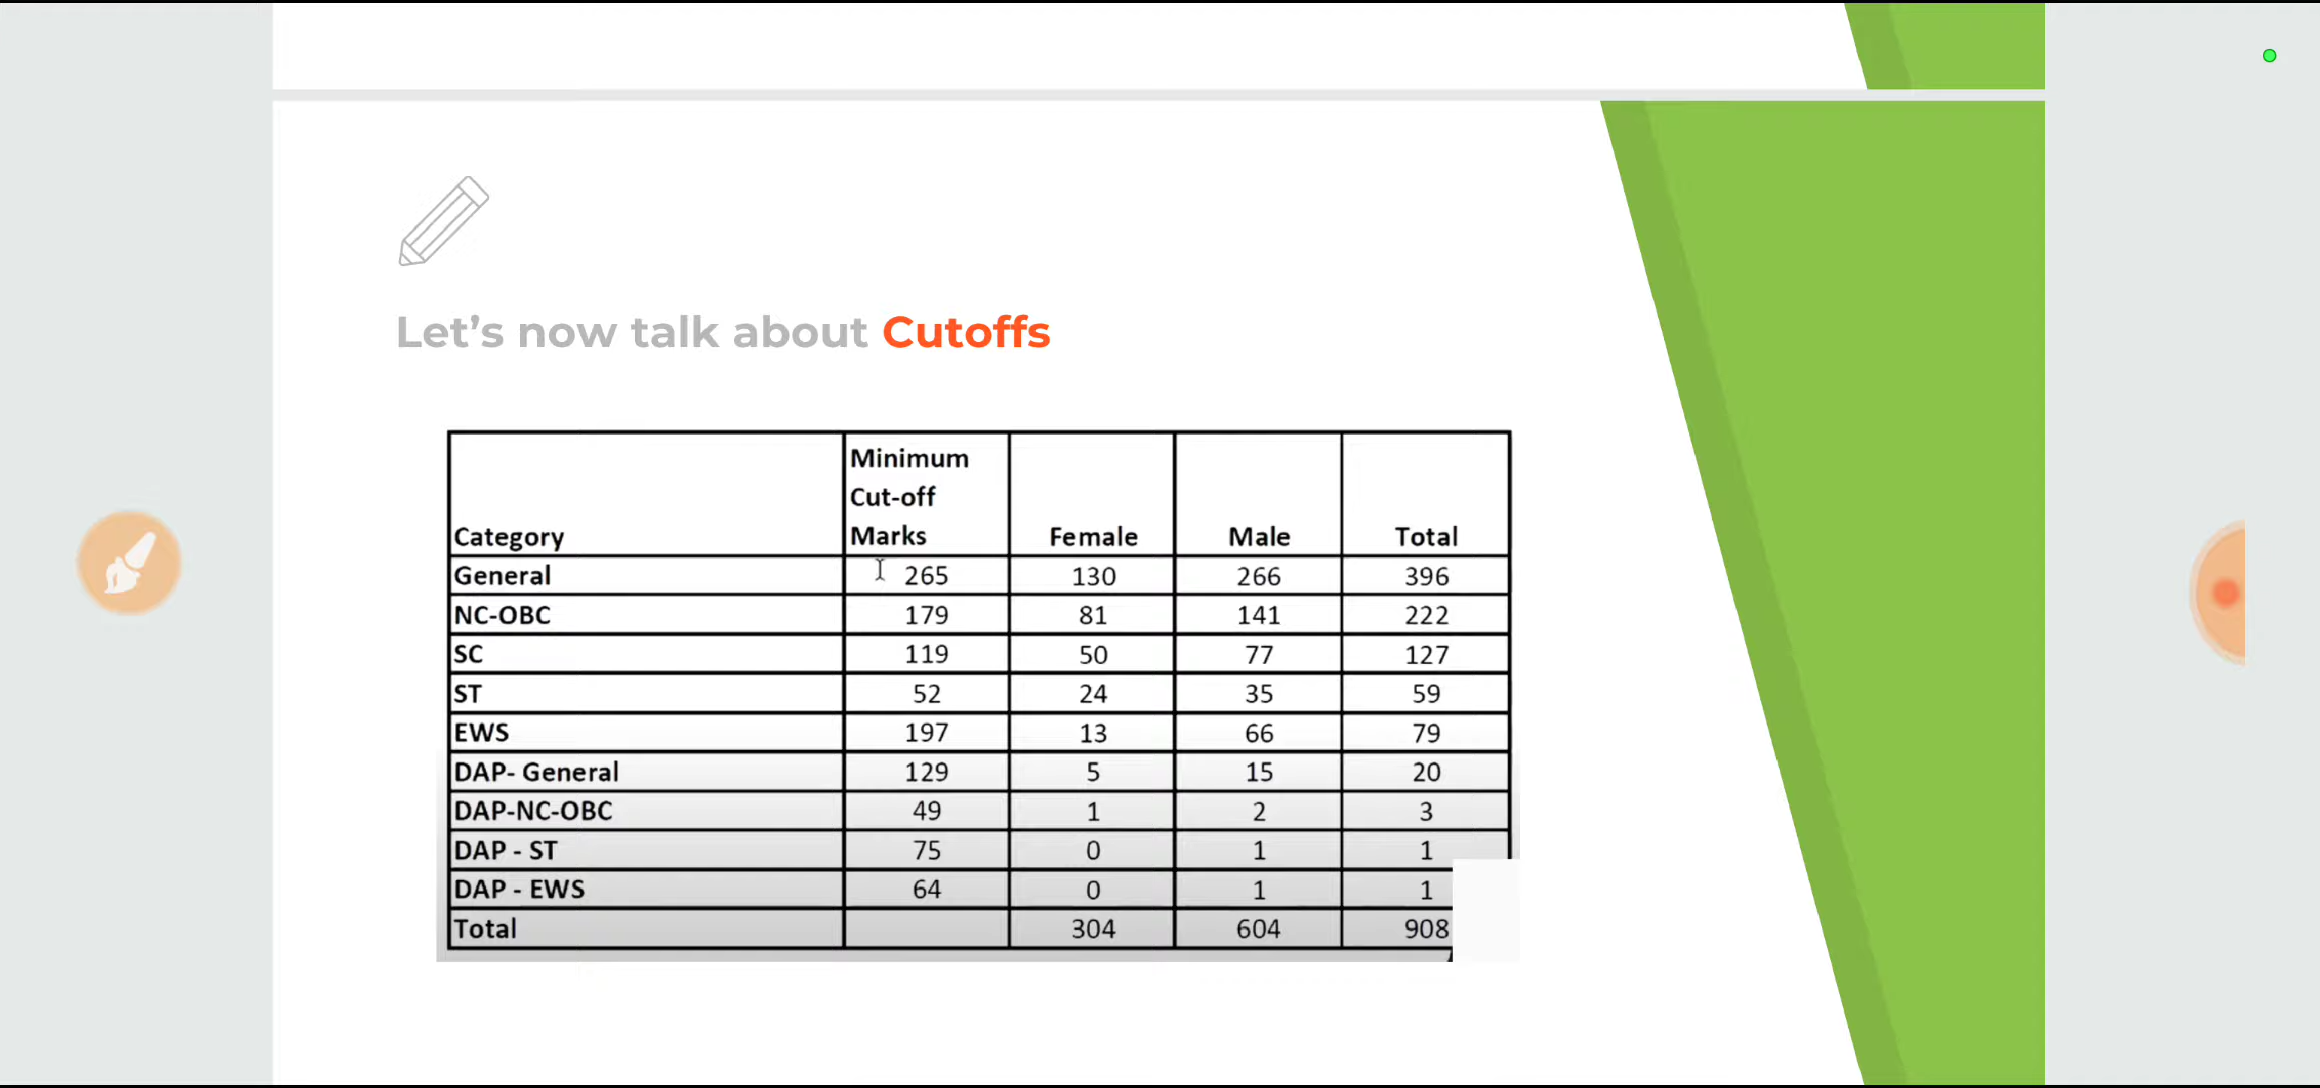 Let’s now talk about Cutoffs
Category Minimum Cut-off Marks Female Male Total
General 265 130 266 396
NC-OBC 179 81 141 222
SC 119 50 77 127
ST 52 24 35 59
EWS 197 13 66 79
DAP- General 129 5 15 20
DAP-NC-OBC 49 1 2 3
DAP - ST 75 0 1 1
DAP - EWS 64 0 1 1
Total 304 604 908